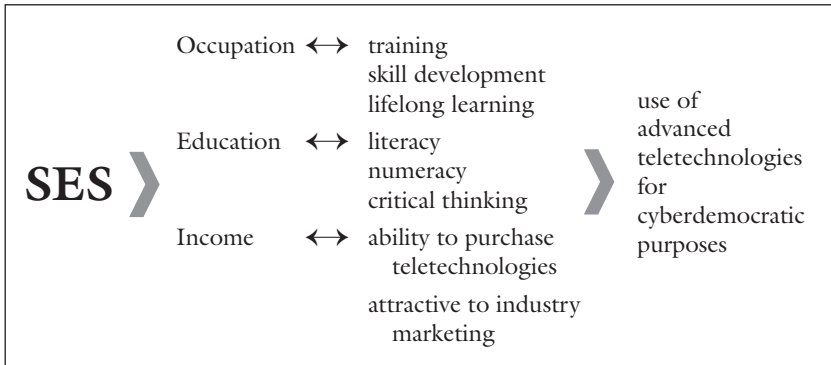 SES
Occupation ↔ training
skill development
lifelong learning
Education ↔ literacy
numeracy
critical thinking
Income ↔ ability to purchase
teletechnologies
attractive to industry
marketing
use of
advanced
teletechnologies
for
cyberdemocratic
purposes